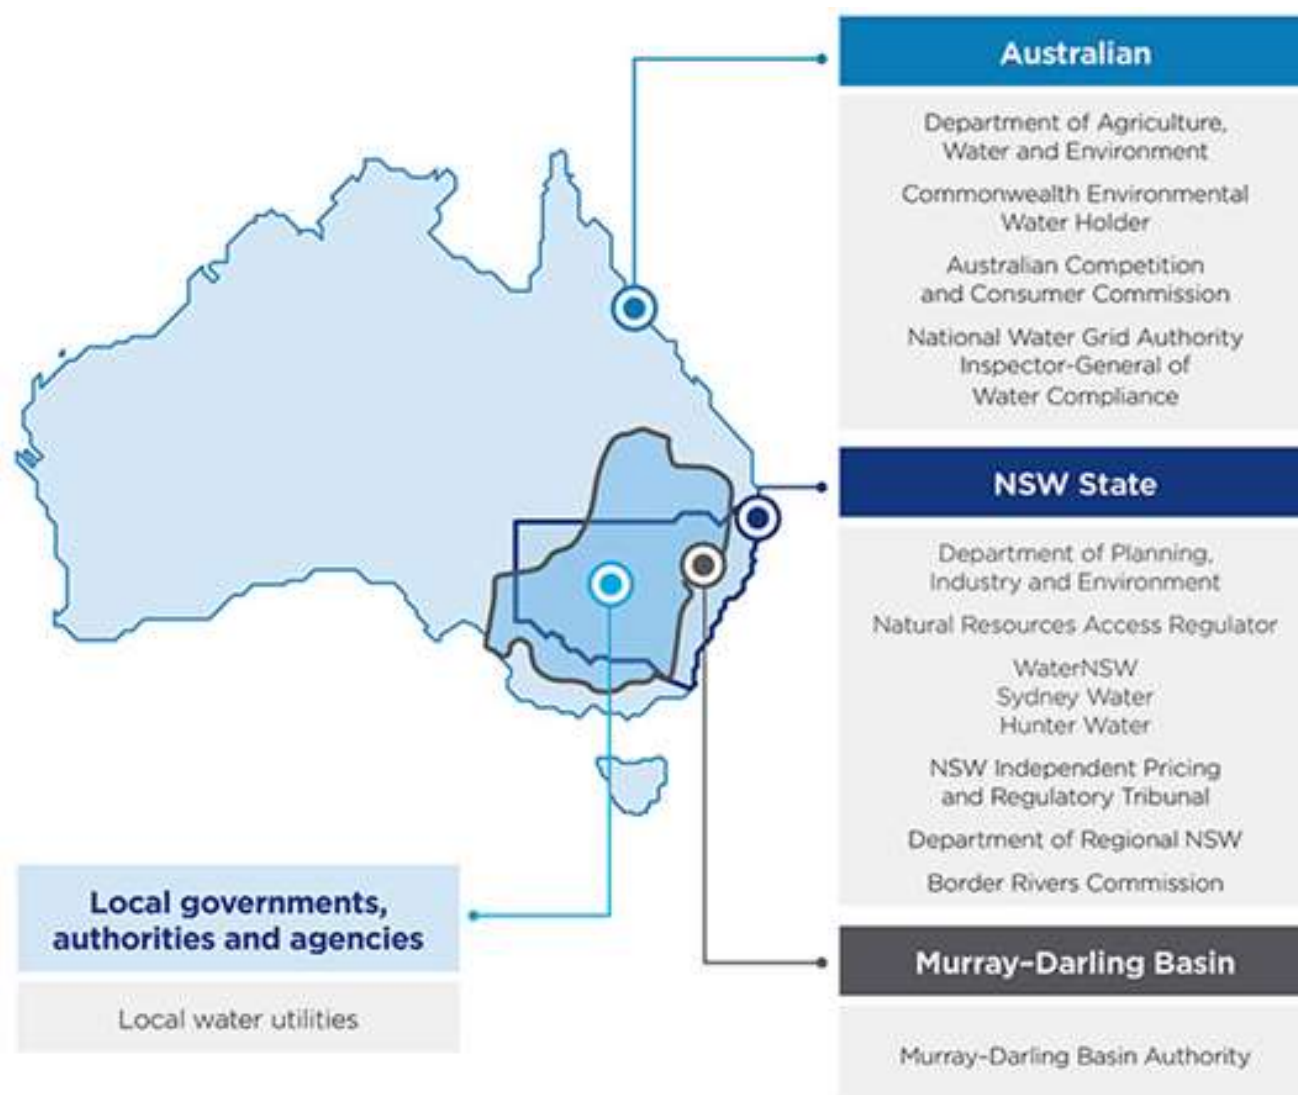 Australian
Department of Agriculture,
Water and Environment
Commonwealth Environmental
Water Holder
Australian Competition
and Consumer Commission
National Water Grid Authority
Inspector-General of
Water Compliance
NSW State
Department of Planning,
Industry and Environment
Natural Resources Access Regulator
WaterNSW
Sydney Water
Hunter Water
NSW Independent Pricing
and Regulatory Tribunal
Department of Regional NSW
Border Rivers Commission
Local governments,
authorities and agencies
Local water utilities
Murray–Darling Basin
Murray–Darling Basin Authority